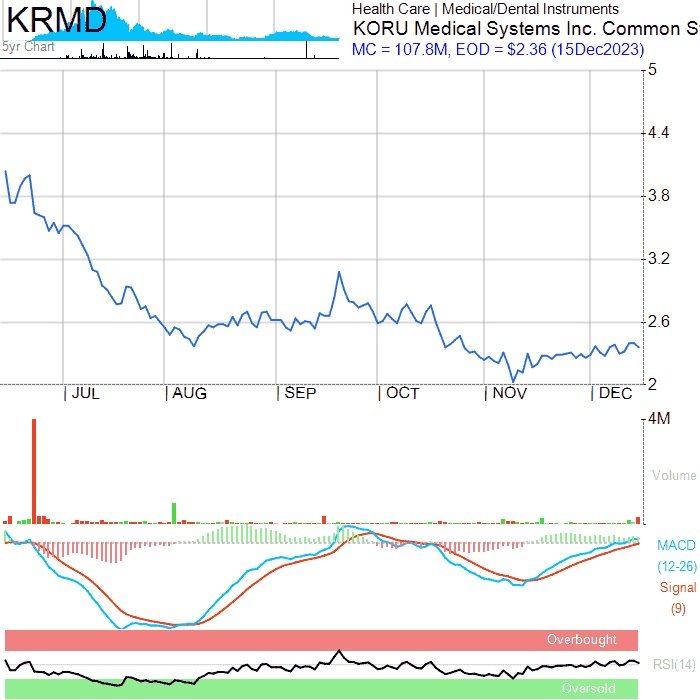 KRMD
5yr Chart
Health Care | Medical/Dental Instruments
KORU Medical Systems Inc. Common S
MC = 107.8M, EOD = $2.36 (15Dec2023)
5
4.4
3.8
3.2
2.6
2
JUL AUG SEP OCT NOV DEC
4M
Volume
MACD
(12-26)
Signal
(9)
Overbought
RSI(14)
Oversold